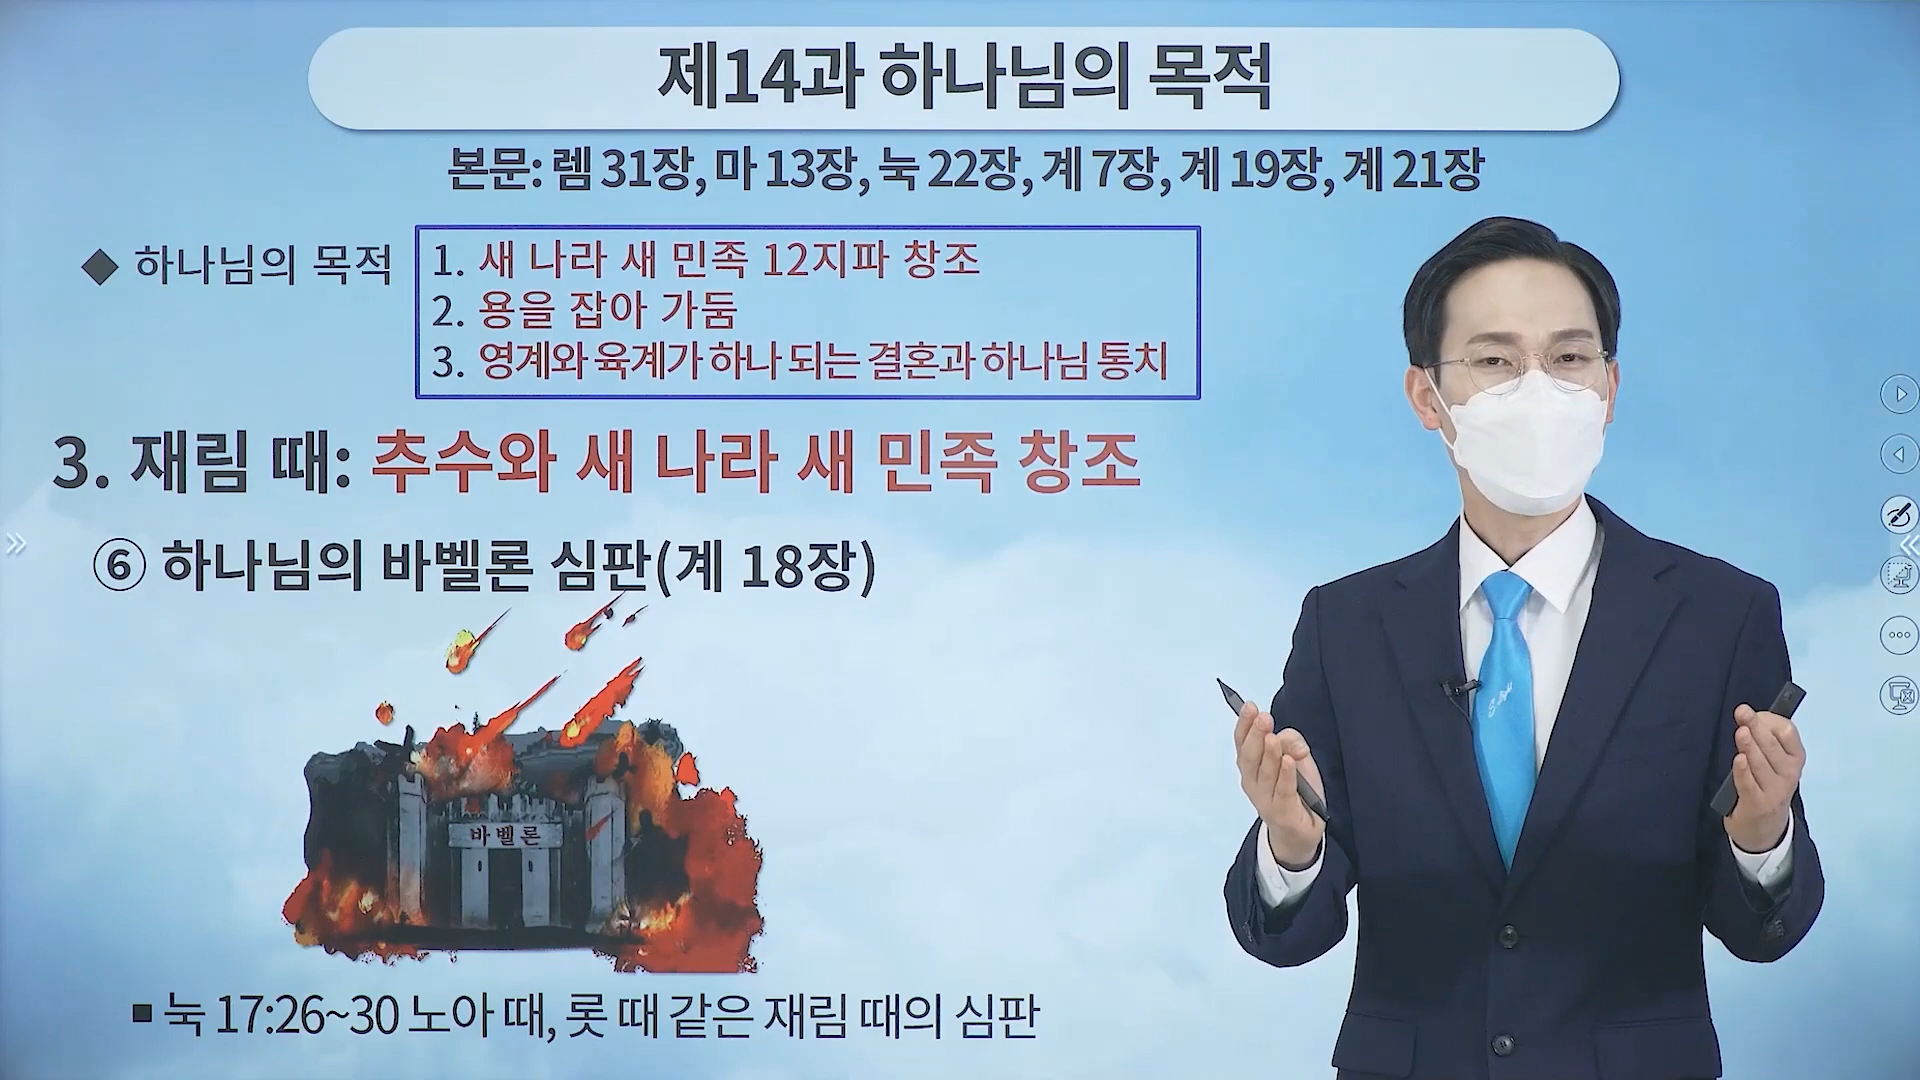 제14과 하나님의 목적
본문: 렘 31장, 마 13장, 눅 22장, 계 7장, 계 19장, 계 21장
◆ 하나님의 목적
1. 새 나라 새 민족 12지파 창조
2. 용을 잡아 가둠
3. 영계와 육계가 하나 되는 결혼과 하나님 통치
3. 재림 때: 추수와 새 나라 새 민족 창조
⑥ 하나님의 바벨론 심판(계 18장)
바벨론
■ 눅 17:26~30 노아 때, 롯 때 같은 재림 때의 심판